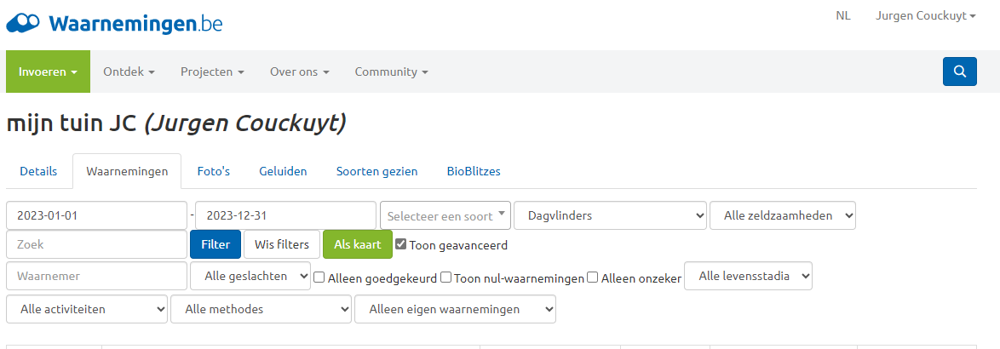 Waarnemingen.be NL Jurgen Couckuyt
Invoeren Ontdek Projecten Over ons Community
mijn tuin JC (Jurgen Couckuyt)
Details Waarnemingen Foto's Geluiden Soorten gezien BioBlitzes
2023-01-01 - 2023-12-31 Selecteer een soort Dagvlinders Alle zeldzaamheden
Zoek Filter Wis filters Als kaart Toon geavanceerd
Waarnemer Alle geslachten Alleen goedgekeurd Toon nul-waarnemingen Alleen onzeker Alle levensstadia
Alle activiteiten Alle methodes Alleen eigen waarnemingen